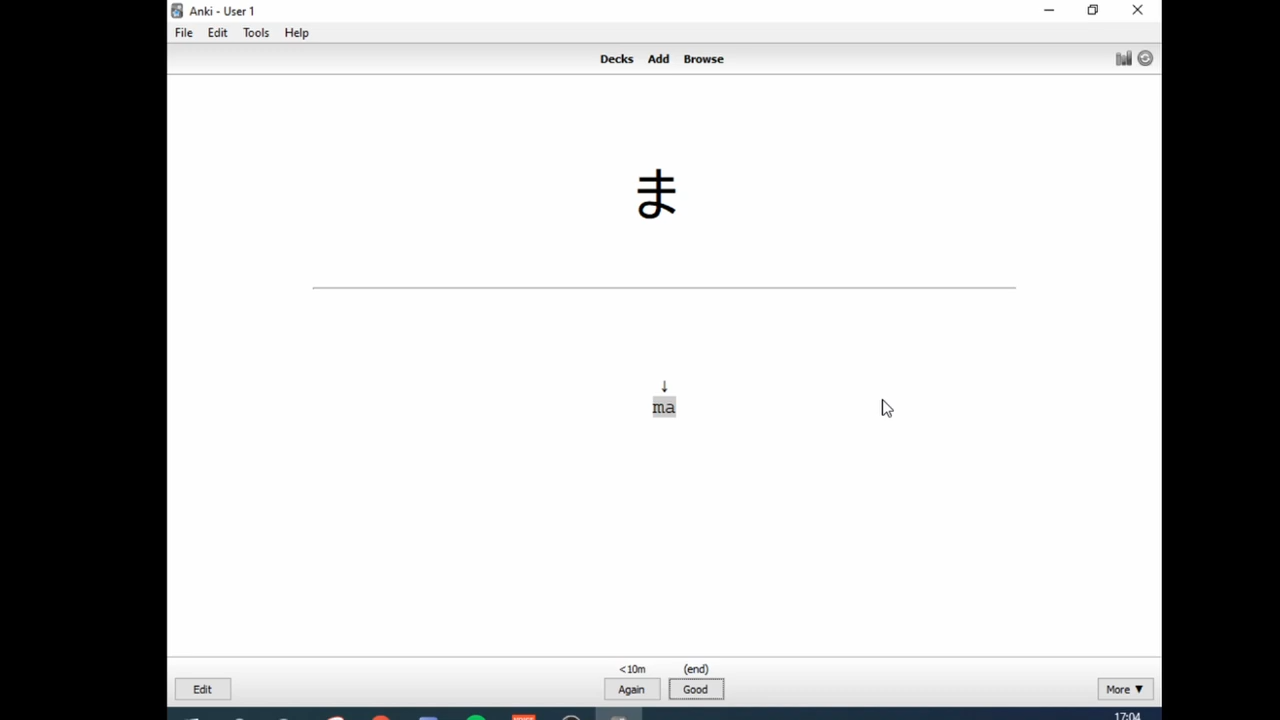 Anki - User 1
File Edit Tools Help
Decks Add Browse
ま
↓
ma
<10m (end)
Edit Again Good More ▼
17:04